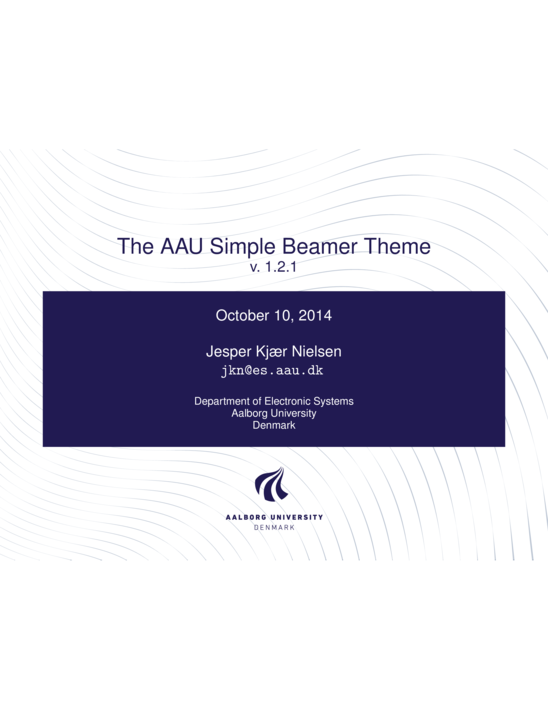 The AAU Simple Beamer Theme
v. 1.2.1
October 10, 2014
Jesper Kjær Nielsen
jkn@es.aau.dk
Department of Electronic Systems
Aalborg University
Denmark
AALBORG UNIVERSITY
DENMARK